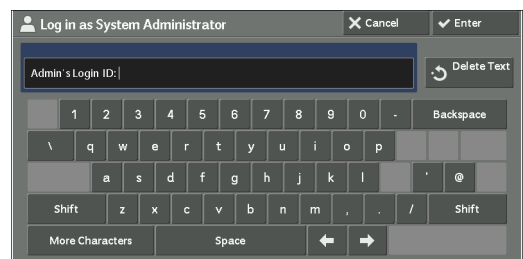 Log in as System Administrator Cancel Enter
Admin's Login ID:
Delete Text
1 2 3 4 5 6 7 8 9 0 - Backspace
\ q w e r t y u i o p
a s d f g h j k l ' @
Shift z x c v b n m , . / Shift
More Characters Space